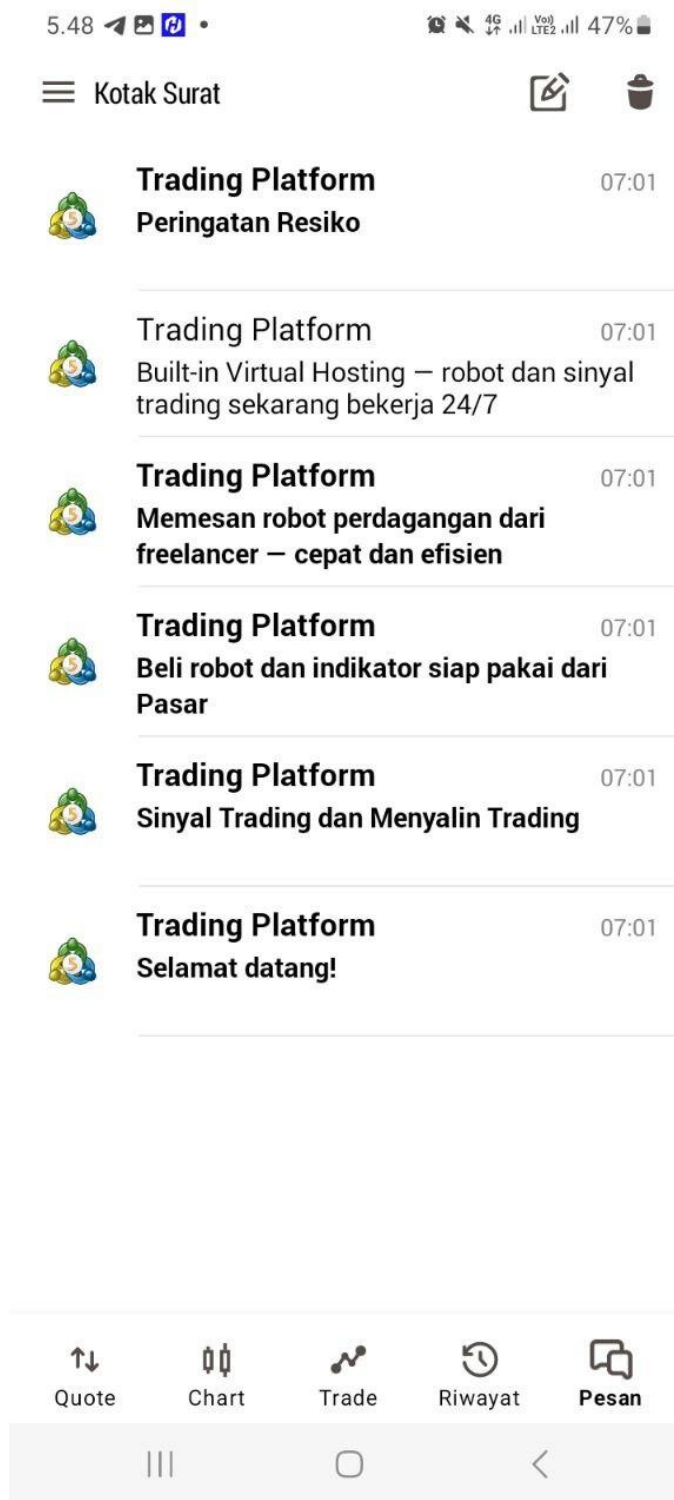 5.48
4G
Vo))
LTE2
47%
Kotak Surat
Trading Platform
07:01
Peringatan Resiko
Trading Platform
07:01
Built-in Virtual Hosting — robot dan sinyal
trading sekarang bekerja 24/7
Trading Platform
07:01
Memesan robot perdagangan dari
freelancer — cepat dan efisien
Trading Platform
07:01
Beli robot dan indikator siap pakai dari
Pasar
Trading Platform
07:01
Sinyal Trading dan Menyalin Trading
Trading Platform
07:01
Selamat datang!
Quote
Chart
Trade
Riwayat
Pesan